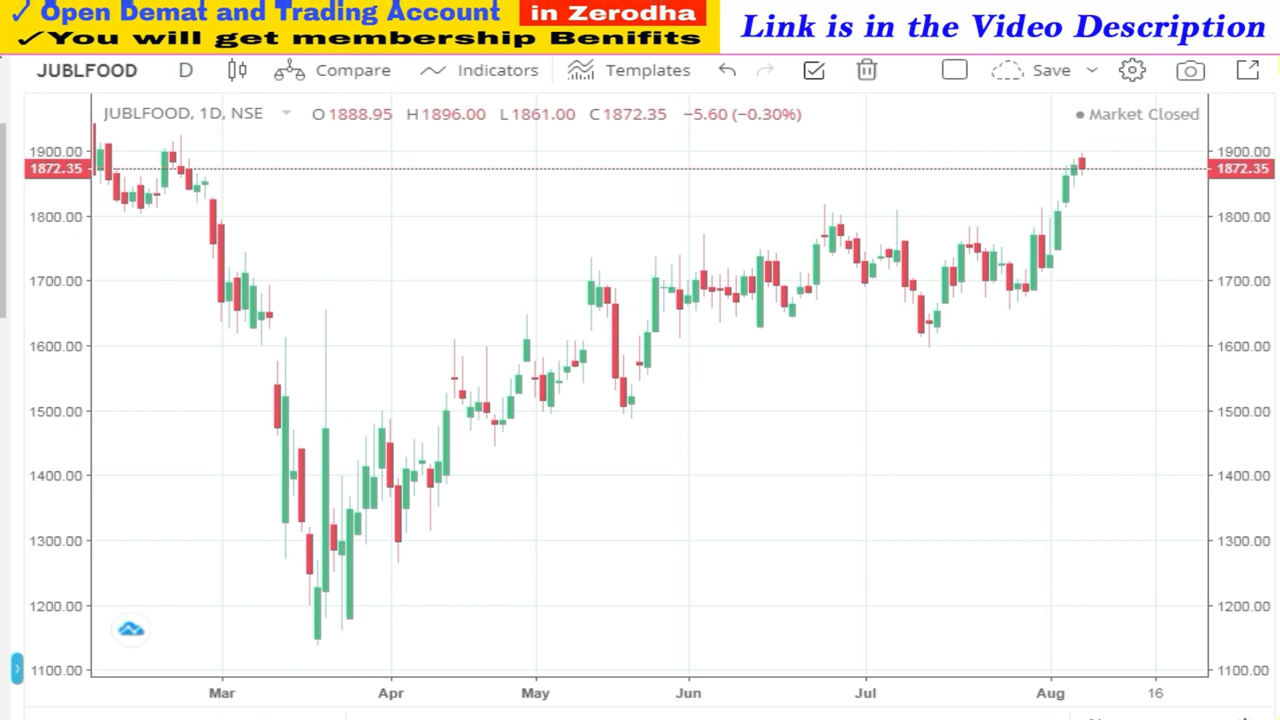 ✓ Open Demat and Trading Account in Zerodha
✓You will get membership Benifits
Link is in the Video Description
JUBLFOOD D Compare Indicators Templates Save
JUBLFOOD, 1D, NSE O 1888.95 H 1896.00 L 1861.00 C 1872.35 −5.60 (−0.30%) Market Closed
1900.00 1900.00
1872.35 1872.35
1800.00 1800.00
1700.00 1700.00
1600.00 1600.00
1500.00 1500.00
1400.00 1400.00
1300.00 1300.00
1200.00 1200.00
1100.00 1100.00
Mar Apr May Jun Jul Aug 16